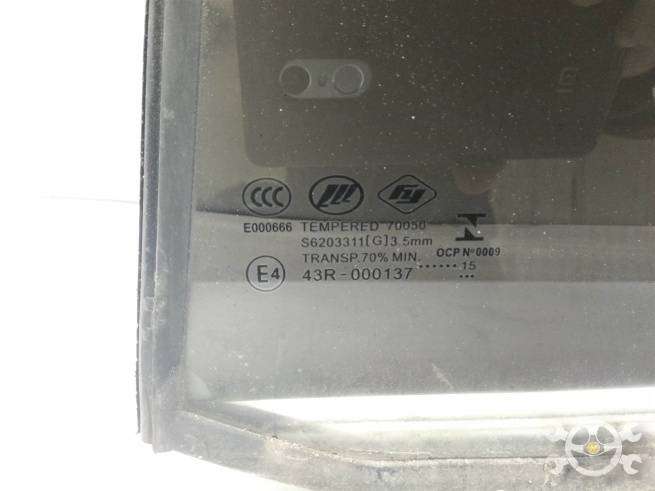 CCC
E000666 TEMPERED 70050
S6203311[G]3.5mm
TRANSP.70% MIN.
OCP Nº0009
E4 43R-000137
....... 15
...